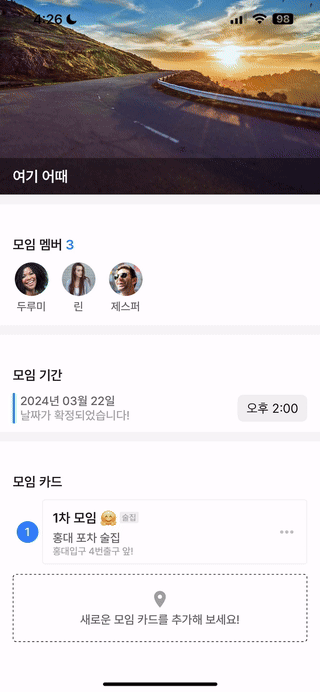 4:26
98
여기 어때
모임 멤버 3
두루미
린
제스퍼
모임 기간
2024년 03월 22일
날짜가 확정되었습니다!
오후 2:00
모임 카드
1
1차 모임 🤗 술집
홍대 포차 술집
홍대입구 4번출구 앞!
새로운 모임 카드를 추가해 보세요!